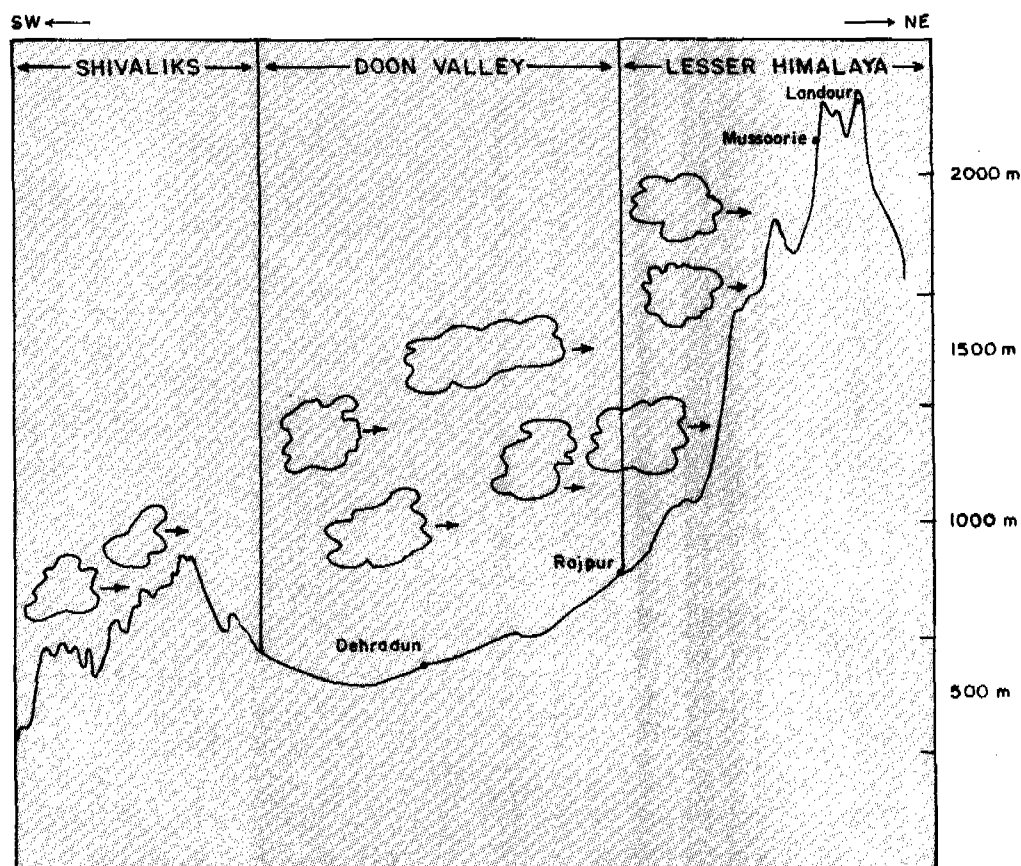 SW NE
SHIVALIKS DOON VALLEY LESSER HIMALAYA
Landour
Mussoorie
2000 m
1500 m
1000 m
Rajpur
Dehradun
500 m